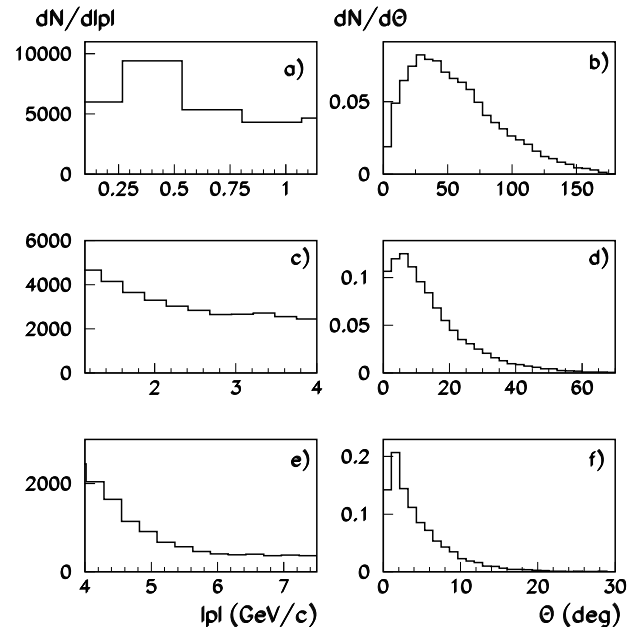 dN/d|p| dN/dΘ
10000
5000
0
0.25 0.5 0.75 1
a)
0.05
0
0 50 100 150
b)
6000
4000
2000
0
2 3 4
c)
0.1
0.05
0
0 20 40 60
d)
2000
0
4 5 6 7
e)
0.2
0.1
0
0 10 20 30
f)
|p| (GeV/c) Θ (deg)